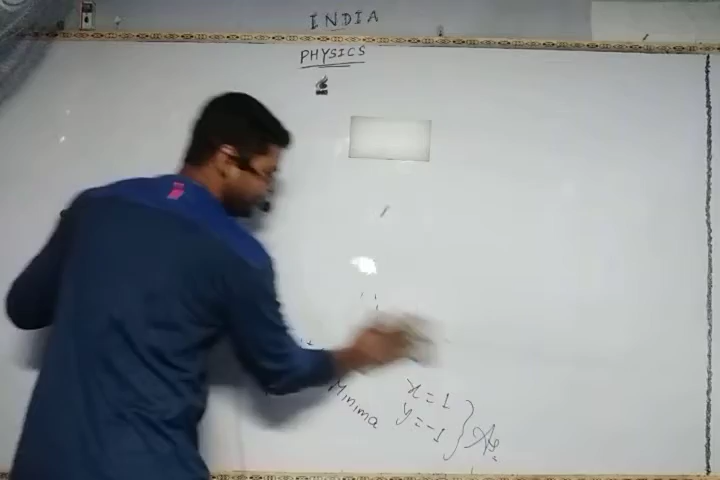 INDIA
PHYSICS
Minima
x = 1
y = -1